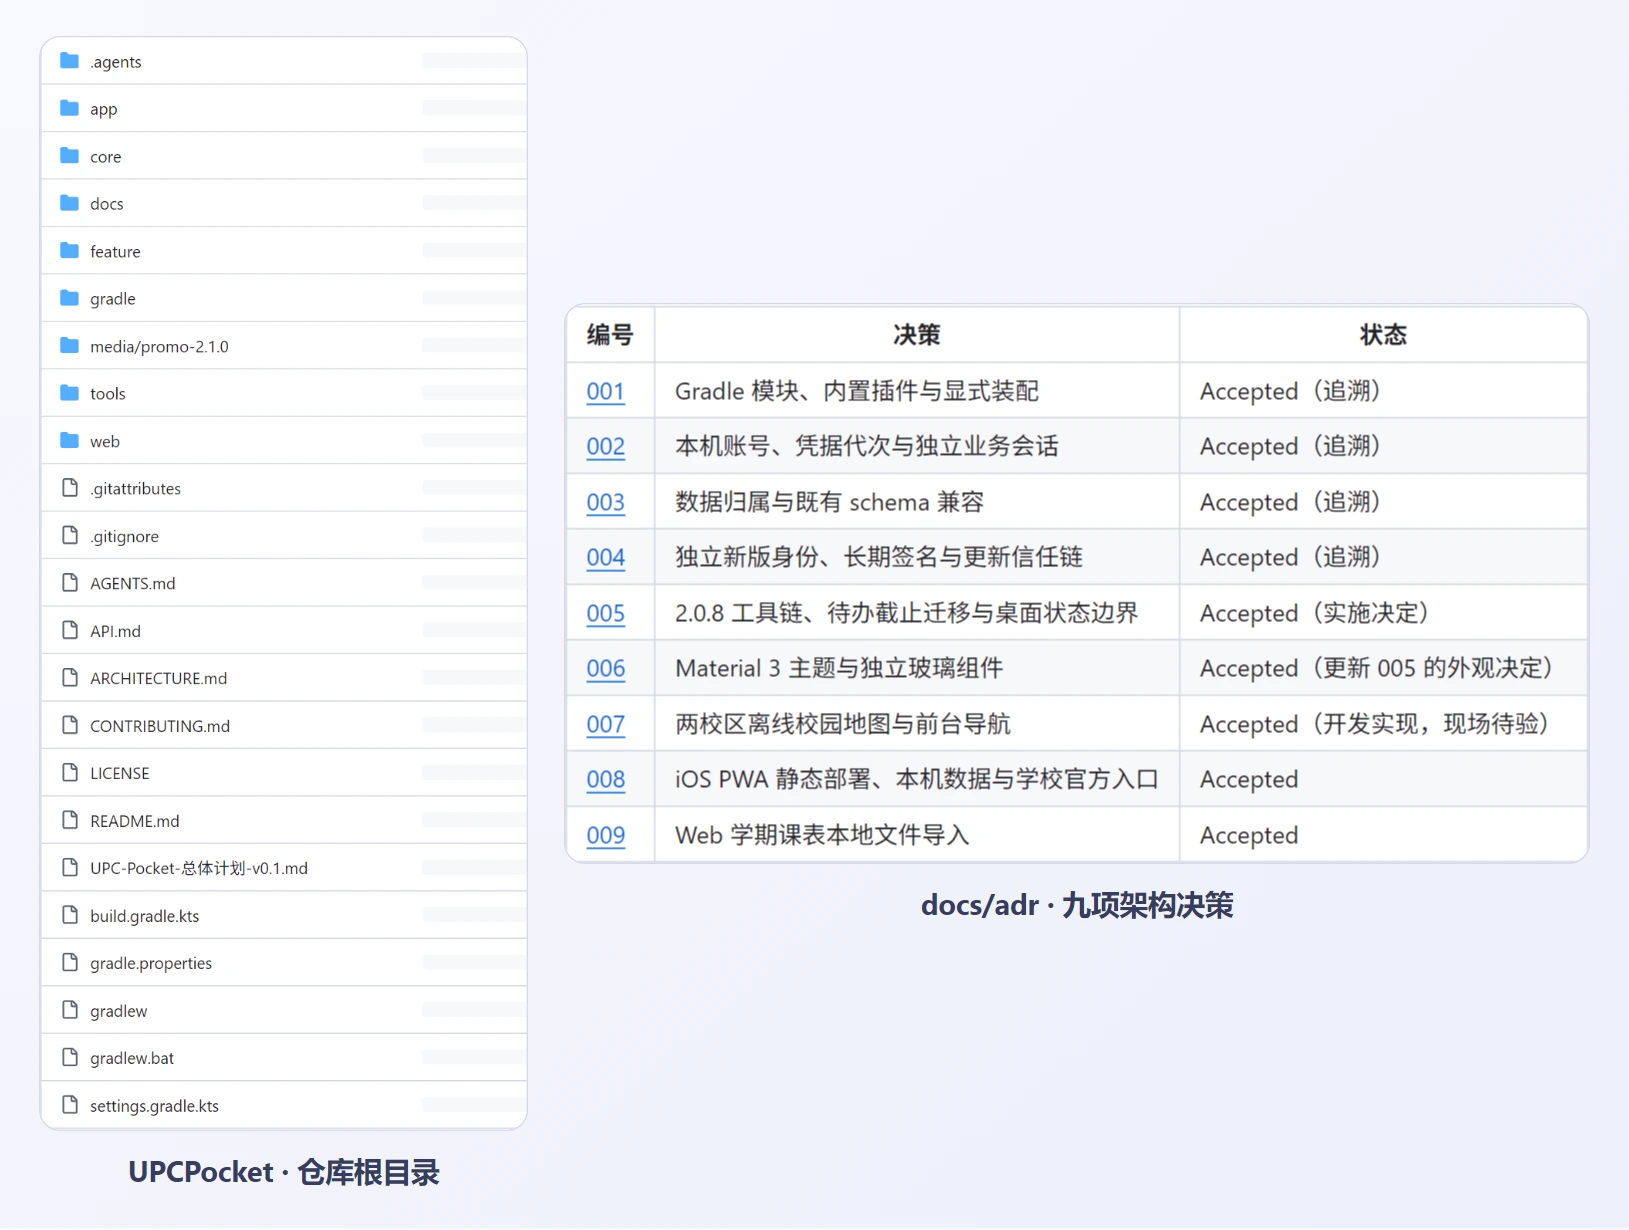 .agents
app
core
docs
feature
gradle
media/promo-2.1.0
tools
web
.gitattributes
.gitignore
AGENTS.md
API.md
ARCHITECTURE.md
CONTRIBUTING.md
LICENSE
README.md
UPC-Pocket-总体计划-v0.1.md
build.gradle.kts
gradle.properties
gradlew
gradlew.bat
settings.gradle.kts
UPCPocket · 仓库根目录
编号 决策 状态
001 Gradle 模块、内置插件与显式装配 Accepted（追溯）
002 本机账号、凭据代次与独立业务会话 Accepted（追溯）
003 数据归属与既有 schema 兼容 Accepted（追溯）
004 独立新版身份、长期签名与更新信任链 Accepted（追溯）
005 2.0.8 工具链、待办截止迁移与桌面状态边界 Accepted（实施决定）
006 Material 3 主题与独立玻璃组件 Accepted（更新 005 的外观决定）
007 两校区离线校园地图与前台导航 Accepted（开发实现，现场待验）
008 iOS PWA 静态部署、本机数据与学校官方入口 Accepted
009 Web 学期课表本地文件导入 Accepted
docs/adr · 九项架构决策